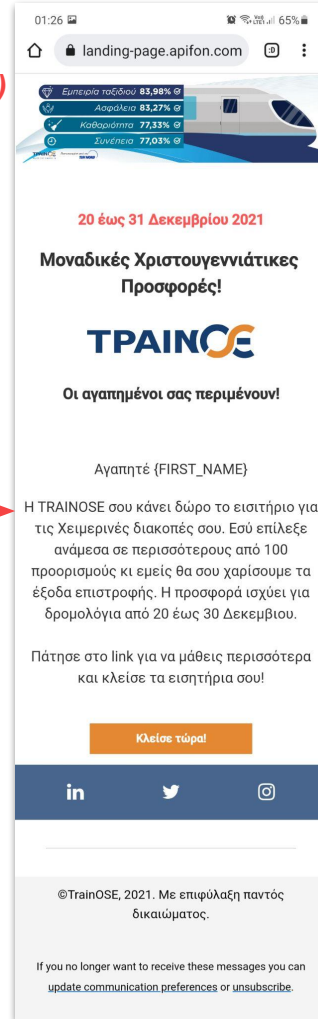 01:26
65%
landing-page.apifon.com
:D
Εμπειρία ταξιδιού 83,98%
Ασφάλεια 83,27%
Καθαριότητα 77,33%
Συνέπεια 77,03%
20 έως 31 Δεκεμβρίου 2021
Μοναδικές Χριστουγεννιάτικες
Προσφορές!
ΤΡΑΙΝΟΣΕ
Οι αγαπημένοι σας περιμένουν!
Αγαπητέ {FIRST_NAME}
Η TRAINOSE σου κάνει δώρο το εισιτήριο για
τις Χειμερινές διακοπές σου. Εσύ επίλεξε
ανάμεσα σε περισσότερους από 100
προορισμούς κι εμείς θα σου χαρίσουμε τα
έξοδα επιστροφής. Η προσφορά ισχύει για
δρομολόγια από 20 έως 30 Δεκεμβιου.
Πάτησε στο link για να μάθεις περισσότερα
και κλείσε τα εισητήρια σου!
Κλείσε τώρα!
in
©TrainOSE, 2021. Με επιφύλαξη παντός
δικαιώματος.
If you no longer want to receive these messages you can
update communication preferences or unsubscribe.